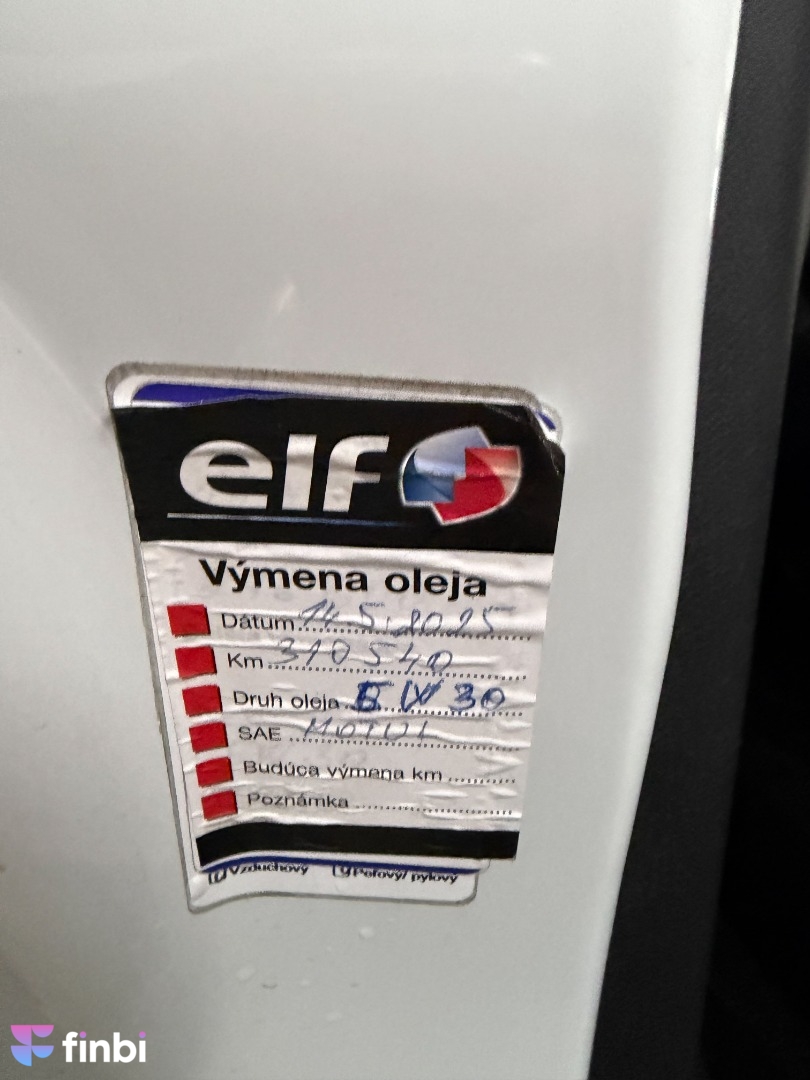 elf
Výmena oleja
Dátum 14.5.2025
Km 310540
Druh oleja 5W30
SAE MOTUL
Budúca výmena km
Poznámka
Vzduchový Peľový/ pylový
finbi